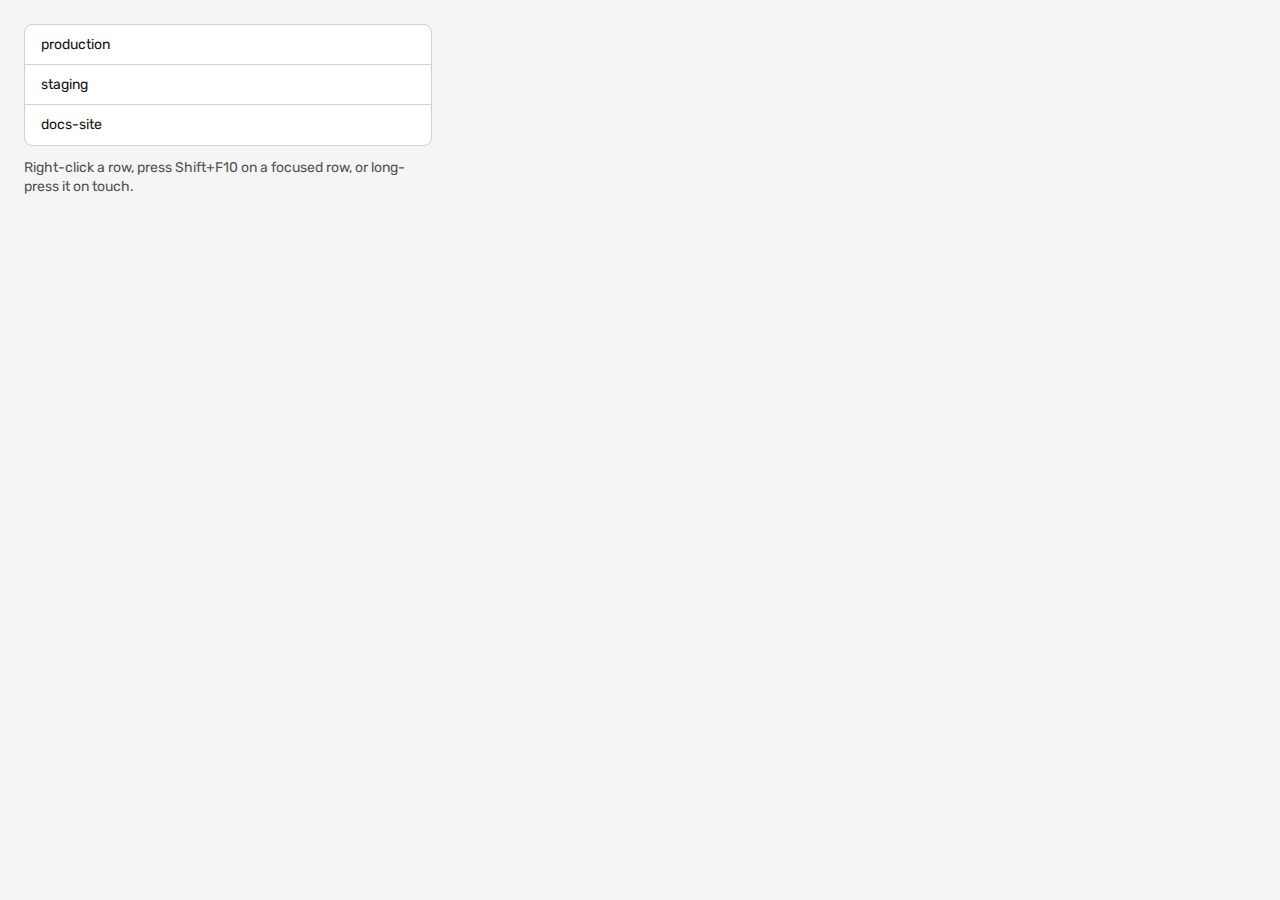 production
staging
docs-site
Right-click a row, press Shift+F10 on a focused row, or long-
press it on touch.